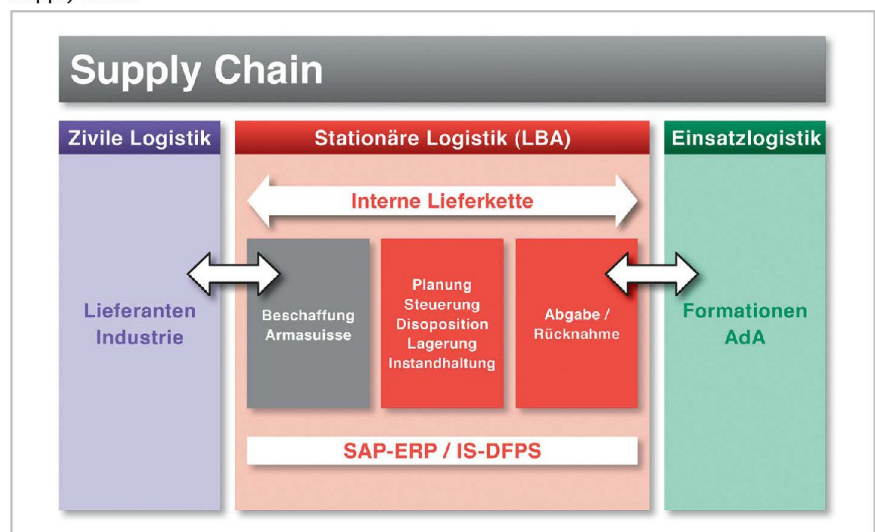 Supply Chain
Zivile Logistik
Lieferanten
Industrie
Stationäre Logistik (LBA)
Interne Lieferkette
Beschaffung
Armasuisse
Planung
Steuerung
Disoposition
Lagerung
Instandhaltung
Abgabe /
Rücknahme
SAP-ERP / IS-DFPS
Einsatzlogistik
Formationen
AdA